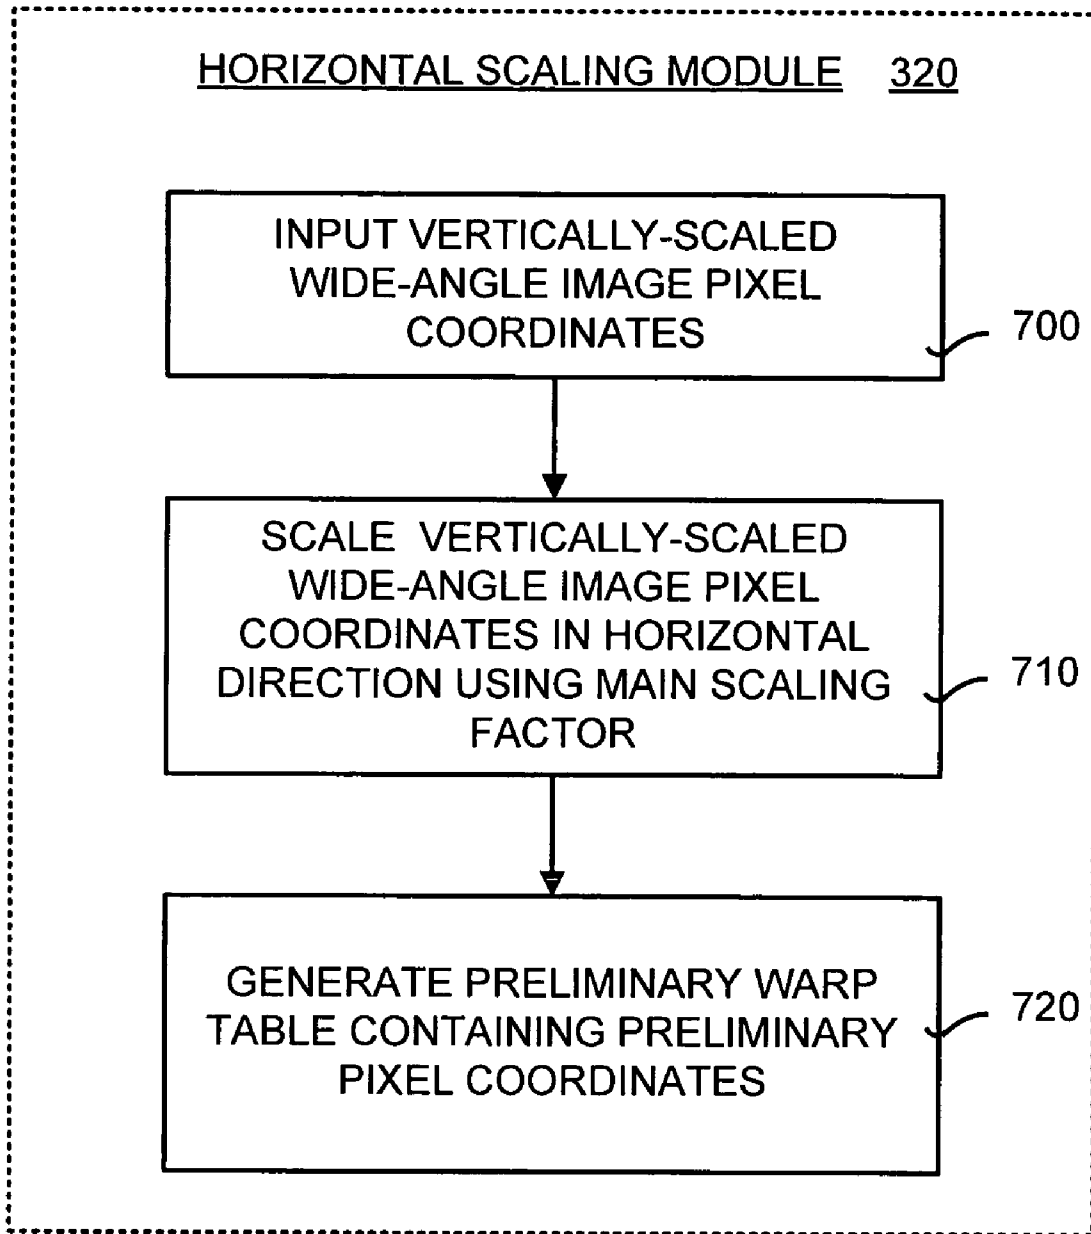 HORIZONTAL SCALING MODULE 320
INPUT VERTICALLY-SCALED
WIDE-ANGLE IMAGE PIXEL
COORDINATES
700
SCALE VERTICALLY-SCALED
WIDE-ANGLE IMAGE PIXEL
COORDINATES IN HORIZONTAL
DIRECTION USING MAIN SCALING
FACTOR
710
GENERATE PRELIMINARY WARP
TABLE CONTAINING PRELIMINARY
PIXEL COORDINATES
720